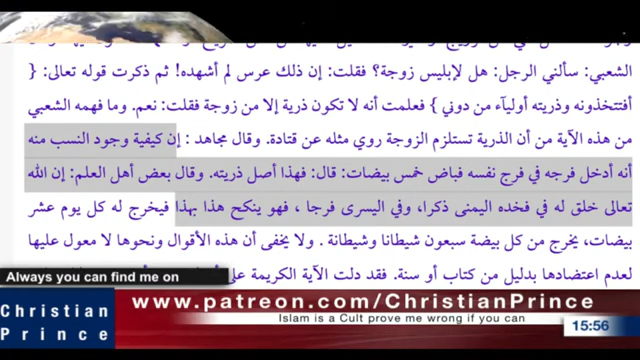 الشعبي: سألني الرجل: هل لإبليس زوجة؟ فقلت: إن ذلك عرس لم أشهده! ثم ذكرت قوله تعالى: {
أفتتخذونه وذريته أوليآء من دوني } فعلمت أنه لا تكون ذرية إلا من زوجة فقلت: نعم. وما فهمه الشعبي
من هذه الآية من أن الذرية تستلزم الزوجة روي مثله عن قتادة. وقال مجاهد : إن كيفية وجود النسب منه
أنه أدخل فرجه في فرج نفسه فباض خمس بيضات: قال: فهذا أصل ذريته. وقال بعض أهل العلم: إن الله
تعالى خلق له في فخذه اليمنى ذكرا، وفي اليسرى فرجا ، فهو ينكح هذا بهذا فيخرج له كل يوم عشر
بيضات، يخرج من كل بيضة سبعون شيطانا وشيطانة . ولا يخفى أن هذه الأقوال ونحوها لا معول عليها
لعدم اعتضادها بدليل من كتاب أو سنة. فقد دلت الآية الكريمة على
Always you can find me on
Christian
Prince
www.patreon.com/ChristianPrince
Islam is a Cult prove me wrong if you can
15:56